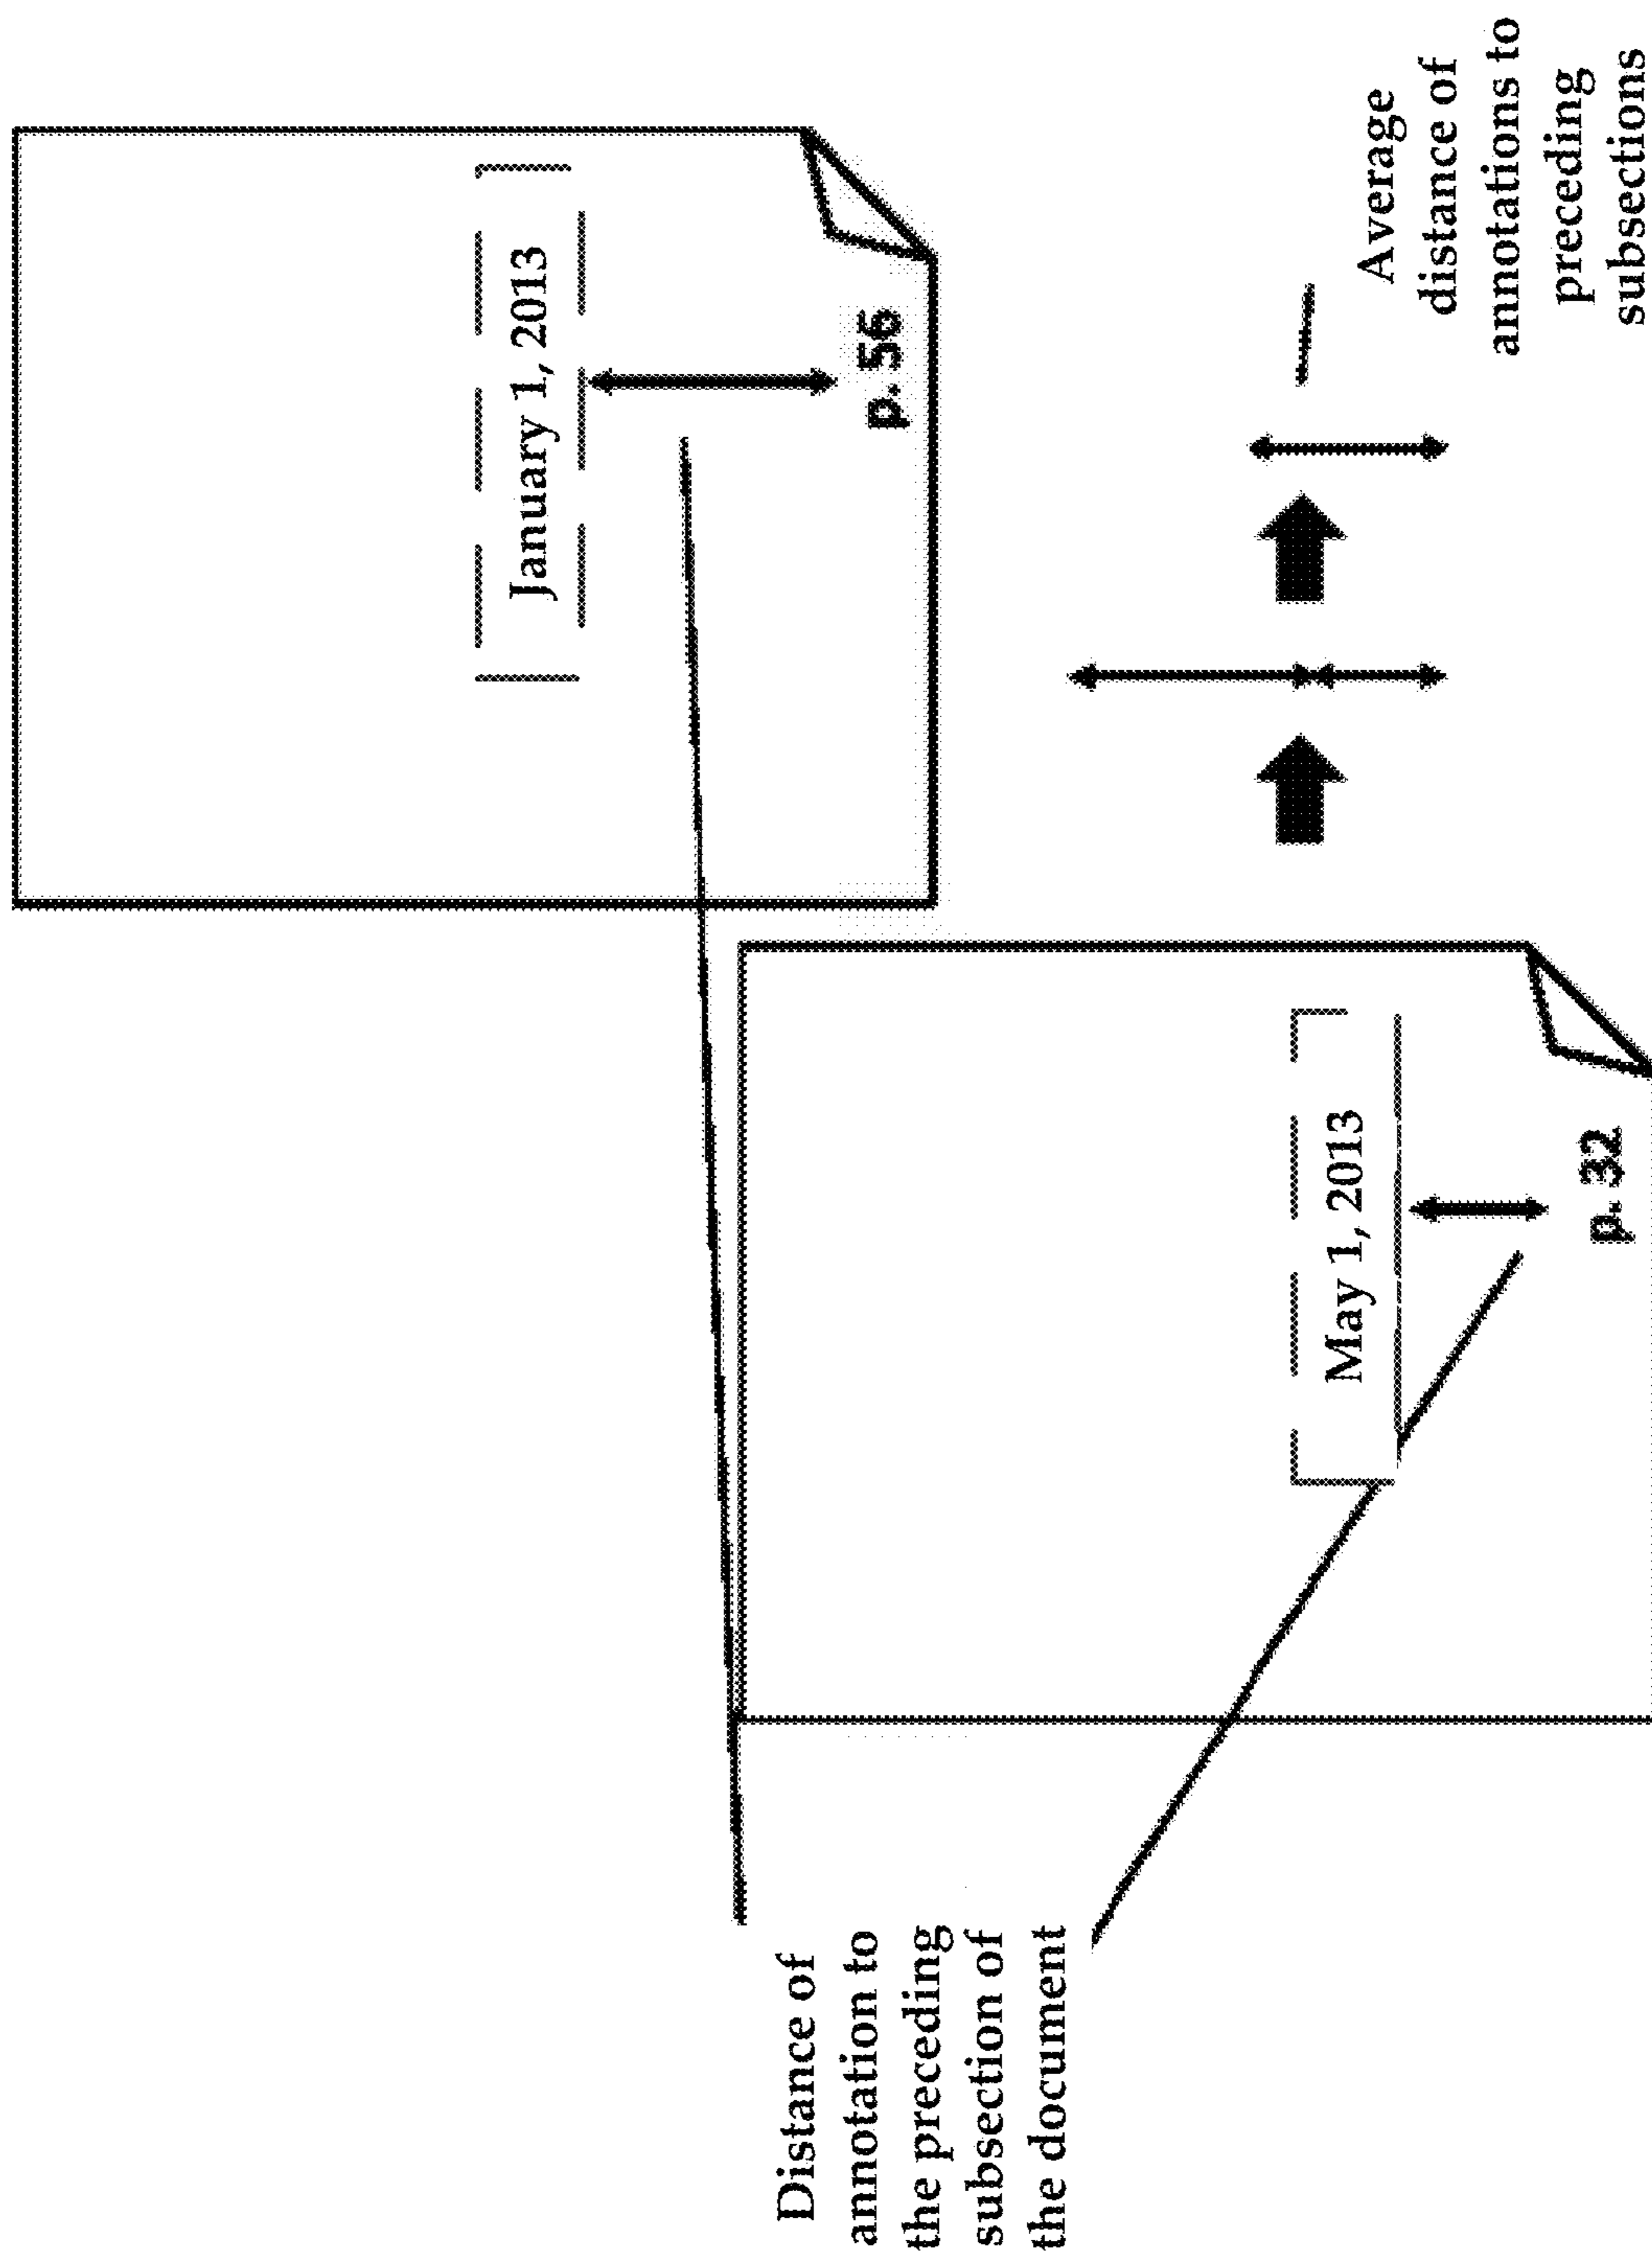 Distance of
annotation to
the preceding
subsection of
the document
January 1, 2013
p. 56
May 1, 2013
p. 32
Average
distance of
annotations to
preceding
subsections